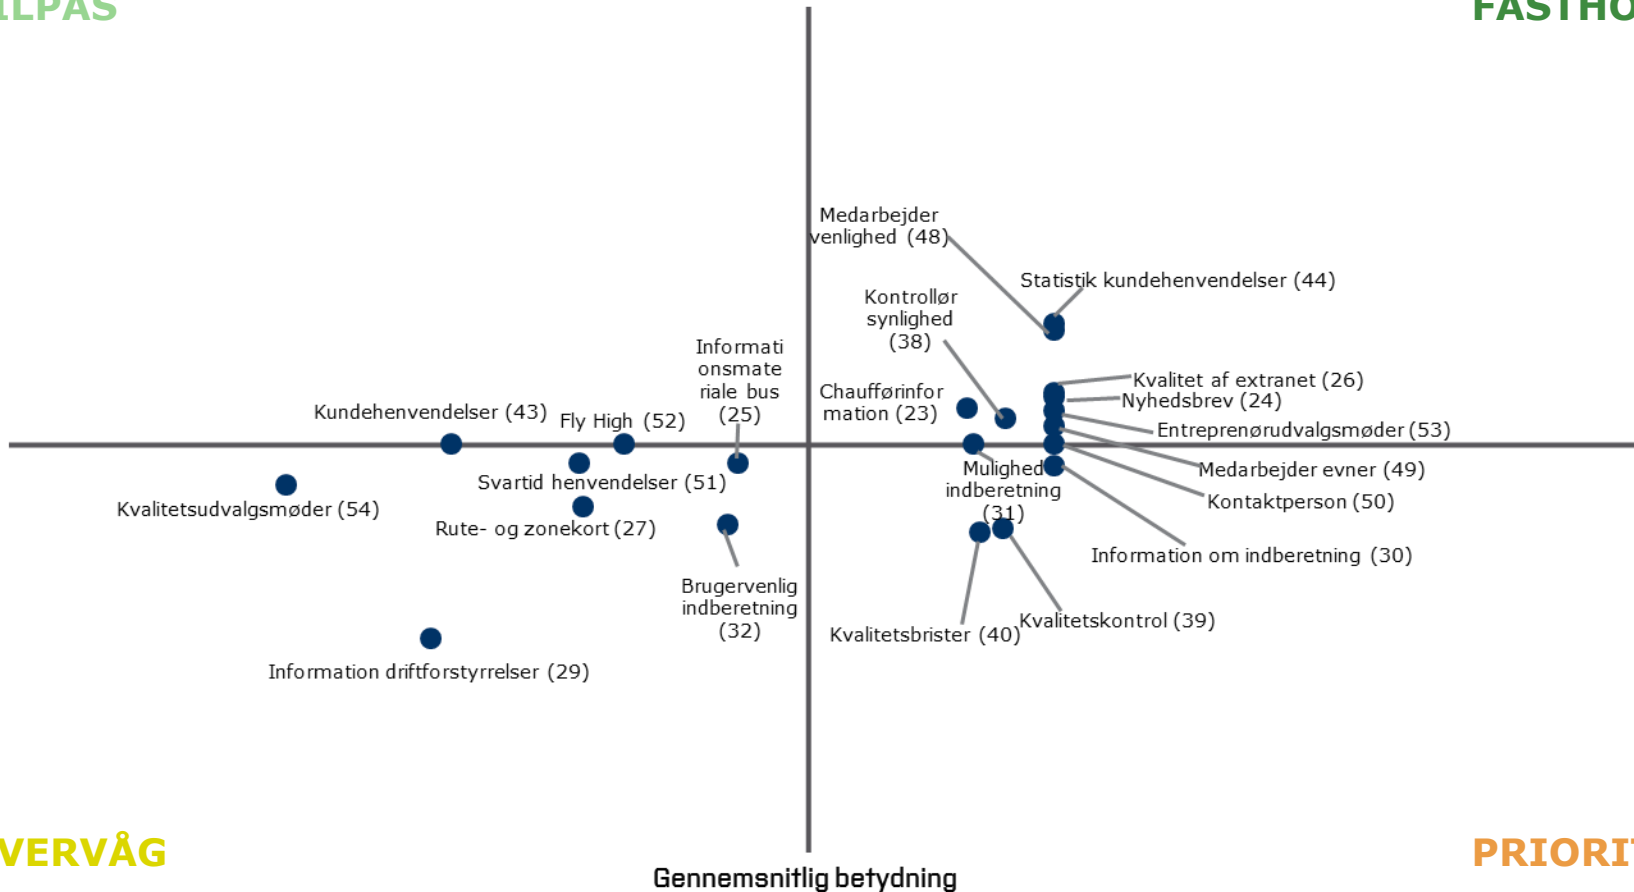 ILPAS
FASTHO
Medarbejder
venlighed (48)
Statistik kundehenvendelser (44)
Kontrollør
synlighed
(38)
Informati
onsmate
riale bus
(25)
Kvalitet af extranet (26)
Chaufførinfor
mation (23)
Nyhedsbrev (24)
Kundehenvendelser (43)
Fly High (52)
Entreprenørudvalgsmøder (53)
Mulighed
indberetning
(31)
Medarbejder evner (49)
Svartid henvendelser (51)
Kontaktperson (50)
Kvalitetsudvalgsmøder (54)
Rute- og zonekort (27)
Information om indberetning (30)
Brugervenlig
indberetning
(32)
Kvalitetskontrol (39)
Kvalitetsbrister (40)
Information driftforstyrrelser (29)
VERVÅG
PRIORIT
Gennemsnitlig betydning